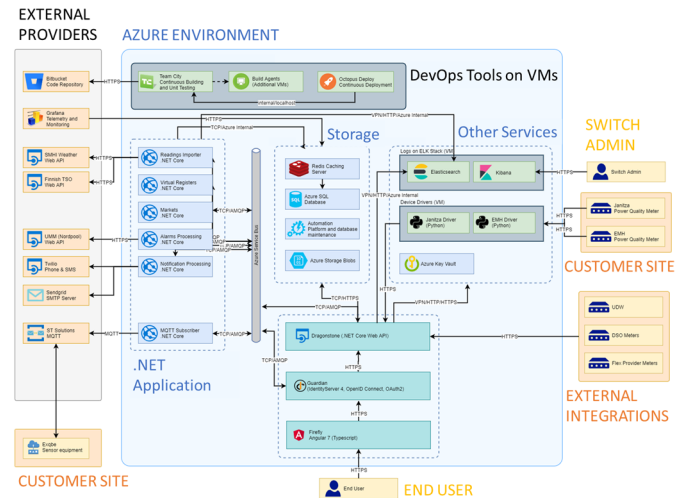 EXTERNAL
PROVIDERS
AZURE ENVIRONMENT
Bitbucket
Code Repository
HTTPS
Team City
Continuous Building
and Unit Testing
Build Agents
(Additional VMs)
Octopus Deploy
Continuous Deployment
internal/localhost
DevOps Tools on VMs
Grafana
Telemetry and
Monitoring
VPN/HTTP/Azure Internal
HTTPS
TCP/Azure Internal
Storage
Other Services
SWITCH
ADMIN
SMHI Weather
Web API
Finnish TSO
Web API
HTTPS
Readings Importer
.NET Core
Virtual Registers
.NET Core
Markets
.NET Core
Alarms Processing
.NET Core
Notification Processing
.NET Core
MQTT Subscriber
.NET Core
TCP/AMQP
TCP/AMQP
TCP/AMQP
TCP/AMQP
Azure Service Bus
Redis Caching
Server
Azure SQL
Database
Automation
Platform and database
maintenance
Azure Storage Blobs
Logs on ELK Stack (VM)
Elasticsearch
Kibana
HTTPS
Switch Admin
VPN/HTTP/Azure Internal
Device Drivers (VM)
Janitza Driver
(Python)
EMH Driver
(Python)
HTTPS
HTTPS
Janitza
Power Quality Meter
EMH
Power Quality Meter
CUSTOMER SITE
Azure Key Vault
UMM (Nordpool)
Web API
HTTPS
Twilio
Phone & SMS
Sendgrid
SMTP Server
ST Solutions
MQTT
MQTT
.NET
Application
TCP/HTTPS
TCP/AMQP
VPN/HTTP/HTTPS
TCP/AMQP
Dragonstone (.NET Core Web API)
HTTPS
UDW
DSO Meters
Flex Provider Meters
EXTERNAL
INTEGRATIONS
HTTPS
Guardian
(IdentityServer 4, OpenID Connect, OAuth2)
HTTPS
Firefly
Angular 7 (Typescript)
HTTPS
Evabe
Sensor equipment
CUSTOMER SITE
End User
END USER